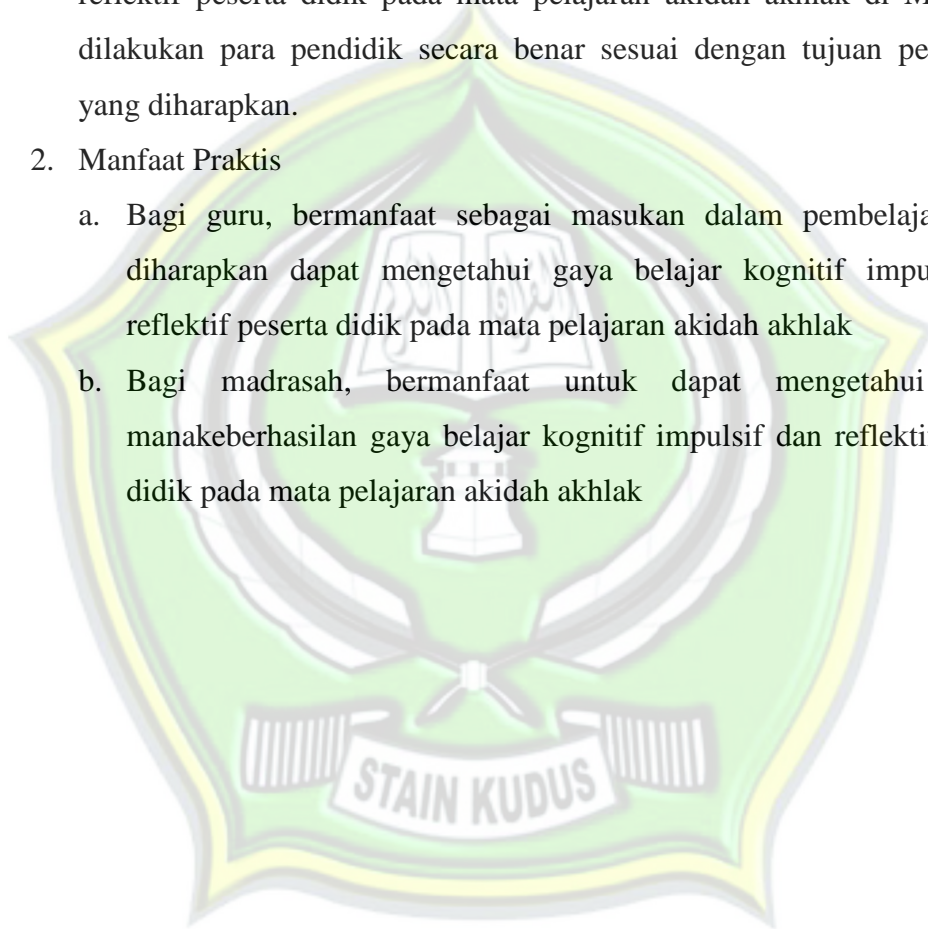 reflektif peserta didik pada mata pelajaran akidah akhlak di M
dilakukan para pendidik secara benar sesuai dengan tujuan pe
yang diharapkan.
2. Manfaat Praktis
a. Bagi guru, bermanfaat sebagai masukan dalam pembelaja
diharapkan dapat mengetahui gaya belajar kognitif impu
reflektif peserta didik pada mata pelajaran akidah akhlak
b. Bagi madrasah, bermanfaat untuk dapat mengetahui
manakeberhasilan gaya belajar kognitif impulsif dan reflekti
didik pada mata pelajaran akidah akhlak
STAIN KUDUS